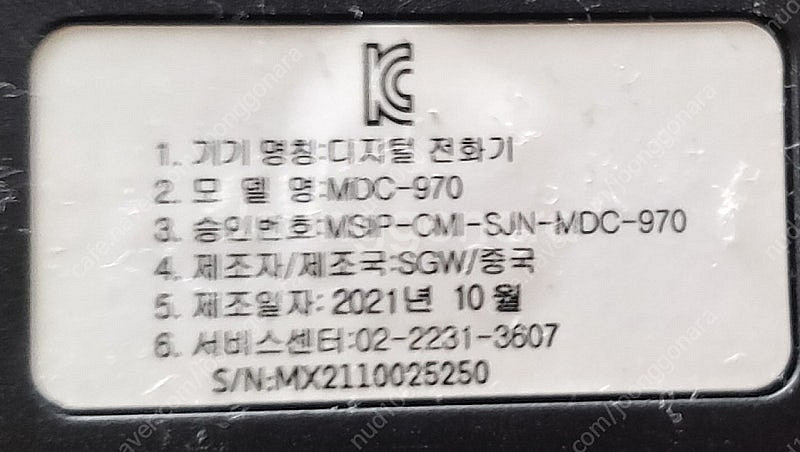 KC
1. 기기 명칭:디지털 전화기
2. 모 델 명:MDC-970
3. 승인번호:MSIP-CMI-SJN-MDC-970
4. 제조자/제조국:SGW/중국
5. 제조일자: 2021년 10월
6. 서비스센터:02-2231-3607
S/N:MX2110025250